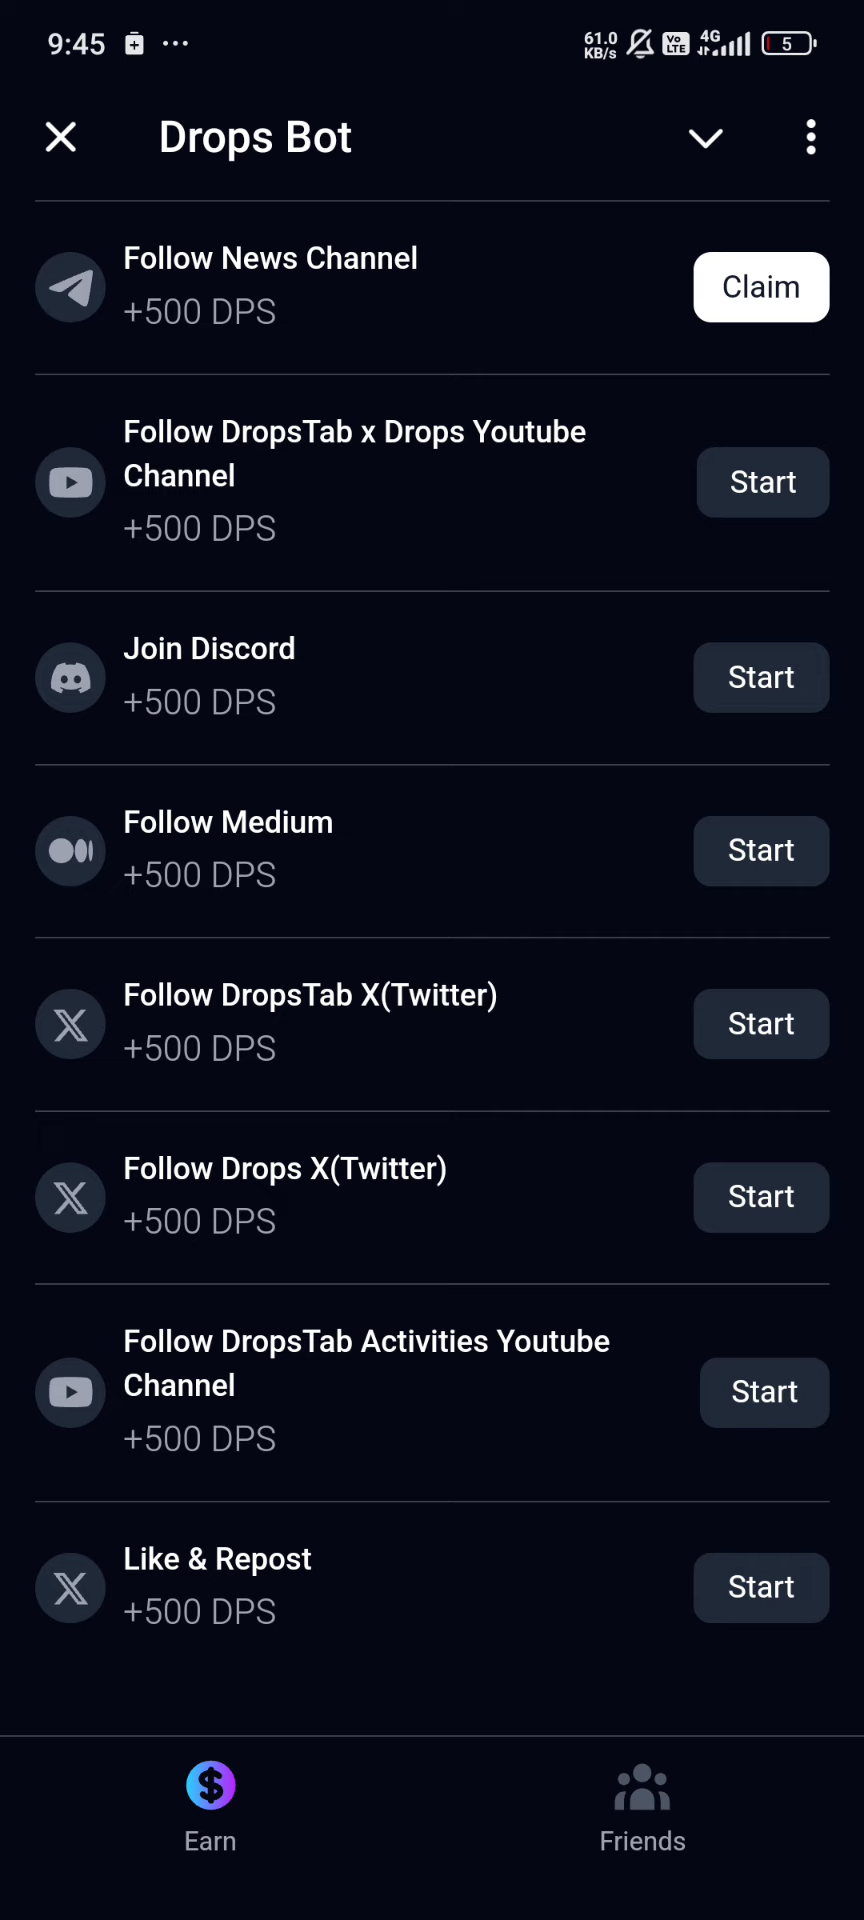 9:45 ...
61.0 KB/s Vo LTE 4G 5
Drops Bot
Follow News Channel
+500 DPS
Claim
Follow DropsTab x Drops Youtube
Channel
+500 DPS
Start
Join Discord
+500 DPS
Start
Follow Medium
+500 DPS
Start
Follow DropsTab X(Twitter)
+500 DPS
Start
Follow Drops X(Twitter)
+500 DPS
Start
Follow DropsTab Activities Youtube
Channel
+500 DPS
Start
Like & Repost
+500 DPS
Start
Earn
Friends